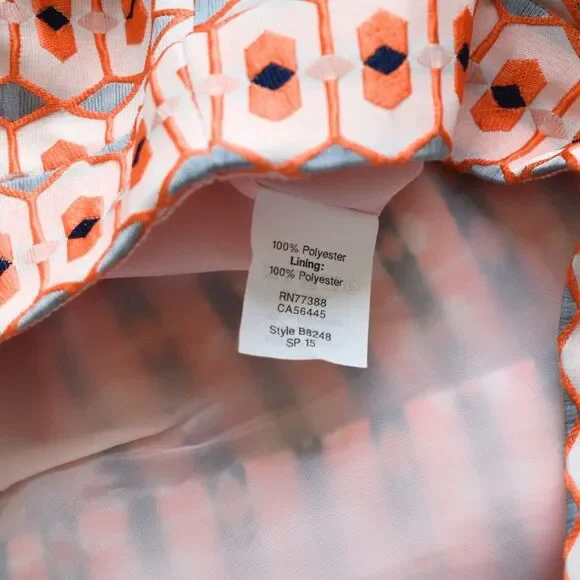 100% Polyester
Lining:
100% Polyester
RN77388
CA56445
Style B8248
SP 15